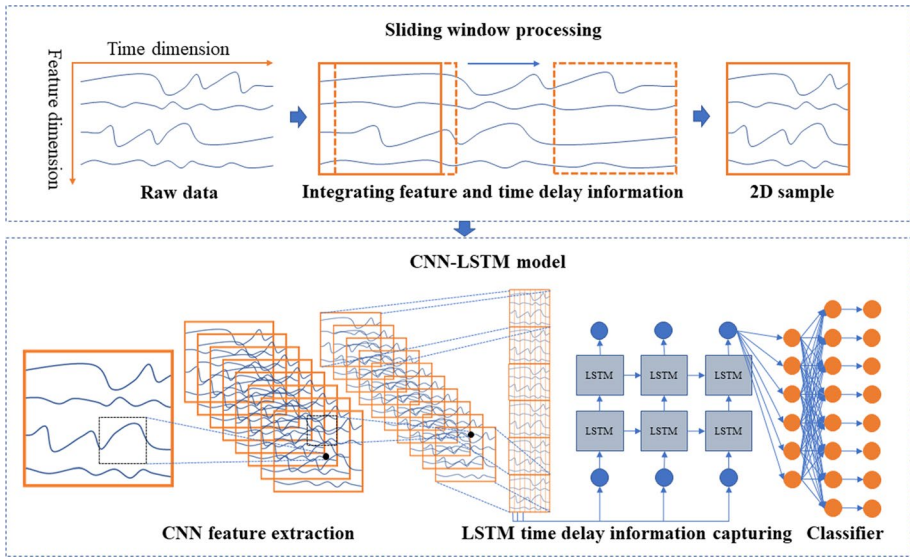 Sliding window processing
Time dimension
Feature dimension
Raw data
Integrating feature and time delay information
2D sample
CNN-LSTM model
LSTM LSTM LSTM
LSTM LSTM LSTM
CNN feature extraction
LSTM time delay information capturing
Classifier